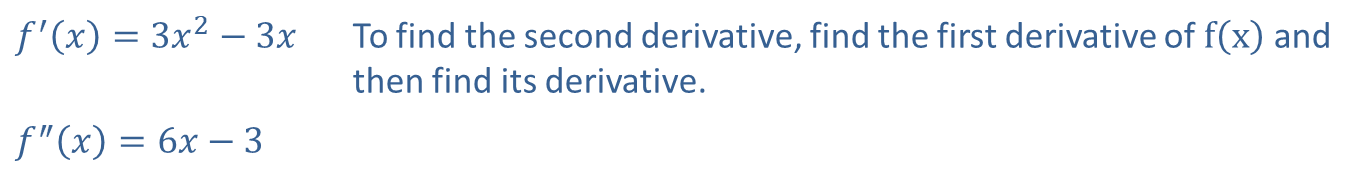 f′(x) = 3x² − 3x To find the second derivative, find the first derivative of f(x) and
then find its derivative.
f″(x) = 6x − 3